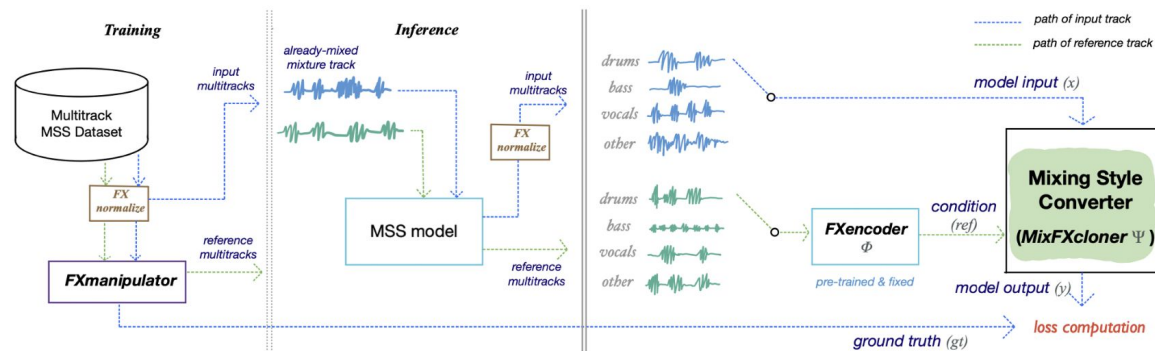 Training
Multitrack
MSS Dataset
input
multitracks
FX
normalize
reference
multitracks
FXmanipulator
Inference
already-mixed
mixture track
input
multitracks
FX
normalize
MSS model
reference
multitracks
drums
bass
vocals
other
drums
bass
vocals
other
path of input track
path of reference track
model input (x)
FXencoder
Φ
pre-trained & fixed
condition
(ref)
Mixing Style
Converter
(MixFXcloner Ψ)
model output (y)
ground truth (gt)
loss computation